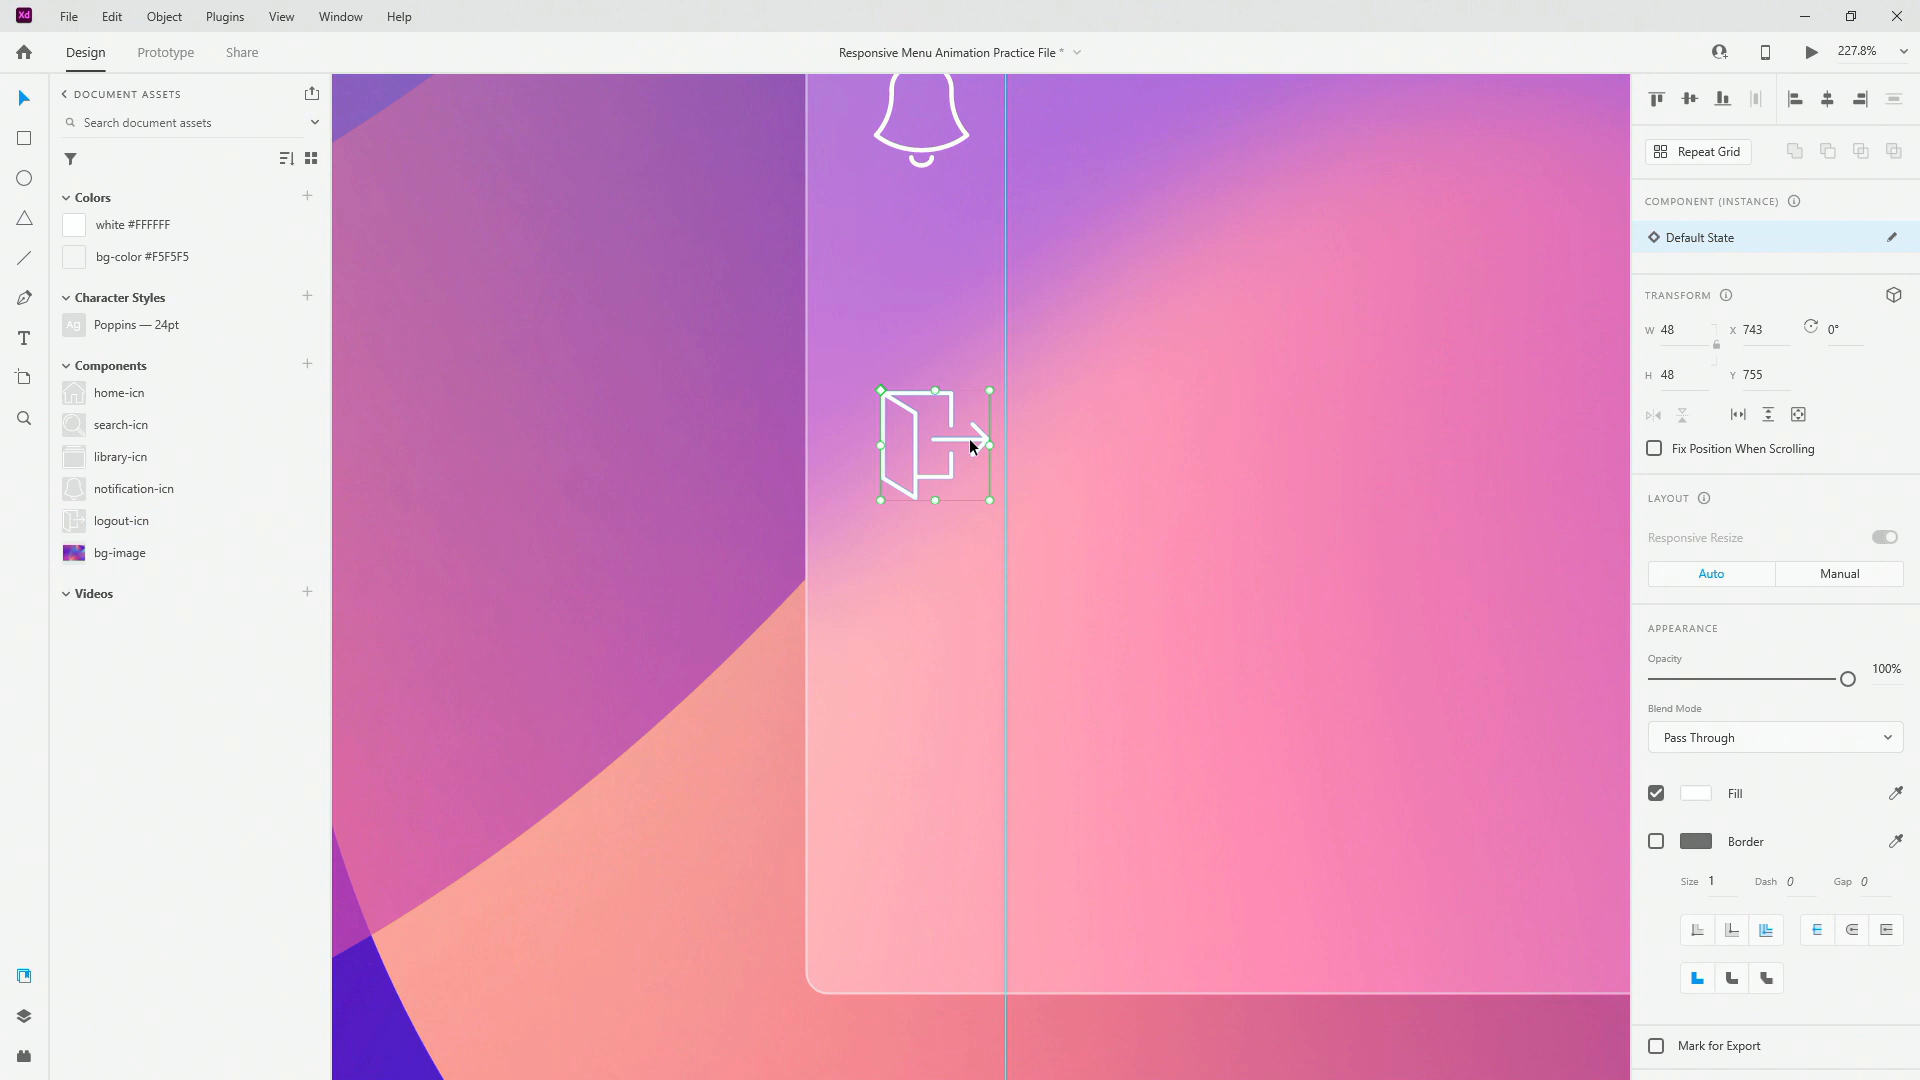 Xd File Edit Object Plugins View Window Help
Design Prototype Share Responsive Menu Animation Practice File * 227.8%
DOCUMENT ASSETS
Search document assets
Colors
white #FFFFFF
bg-color #F5F5F5
Character Styles
Ag Poppins — 24pt
Components
home-icn
search-icn
library-icn
notification-icn
logout-icn
bg-image
Videos
Repeat Grid
COMPONENT (INSTANCE)
Default State
TRANSFORM
W 48 X 743 0°
H 48 Y 755
Fix Position When Scrolling
LAYOUT
Responsive Resize
Auto Manual
APPEARANCE
Opacity
100%
Blend Mode
Pass Through
Fill
Border
Size 1 Dash 0 Gap 0
Mark for Export